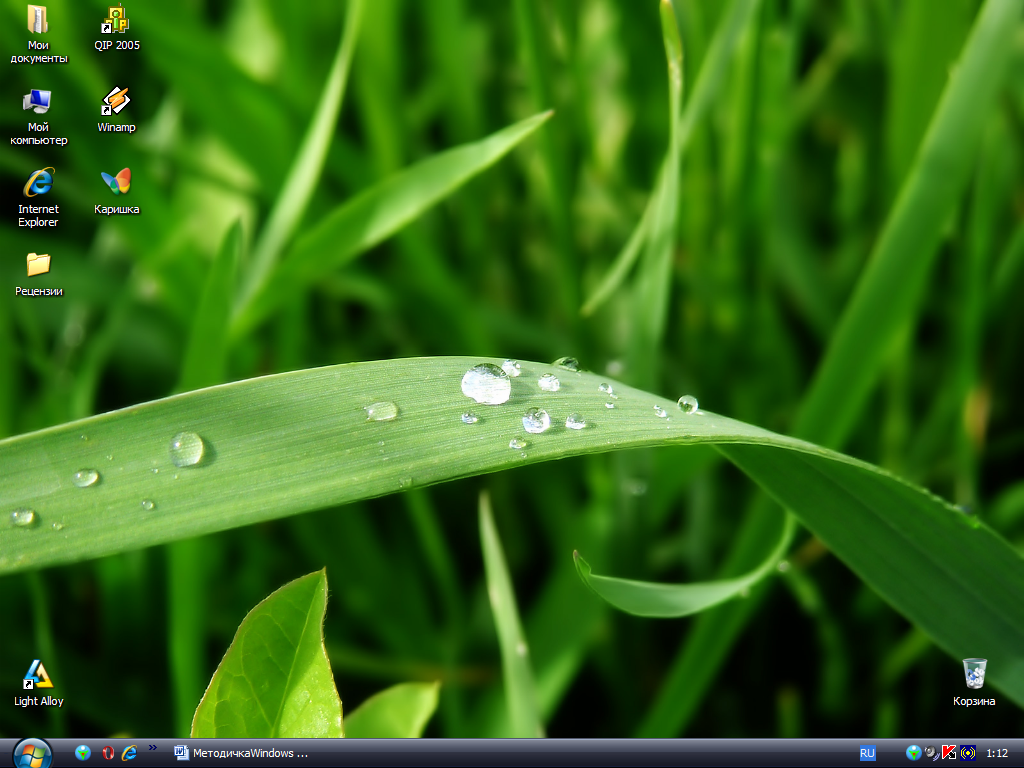 Мои
документы
QIP 2005
Мой
компьютер
Winamp
Internet
Explorer
Каришка
Рецензии
Light Alloy
Корзина
МетодичкаWindows ...
RU
1:12